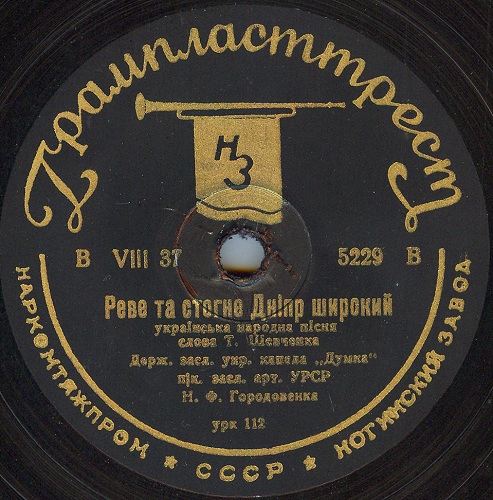 Грампласттрест
НЗ
В VIII 37 5229 В
Реве та стогне Дніпр широкий
українська народна пісня
слова Т. Шевченка
Держ. засл. укр. капела „Думка"
п/к. засл. арт. УРСР
Н. Ф. Городовенка
урк 112
НАРКОМТЯЖПРОМ ★ СССР ★ НОГИНСКИЙ ЗАВОД